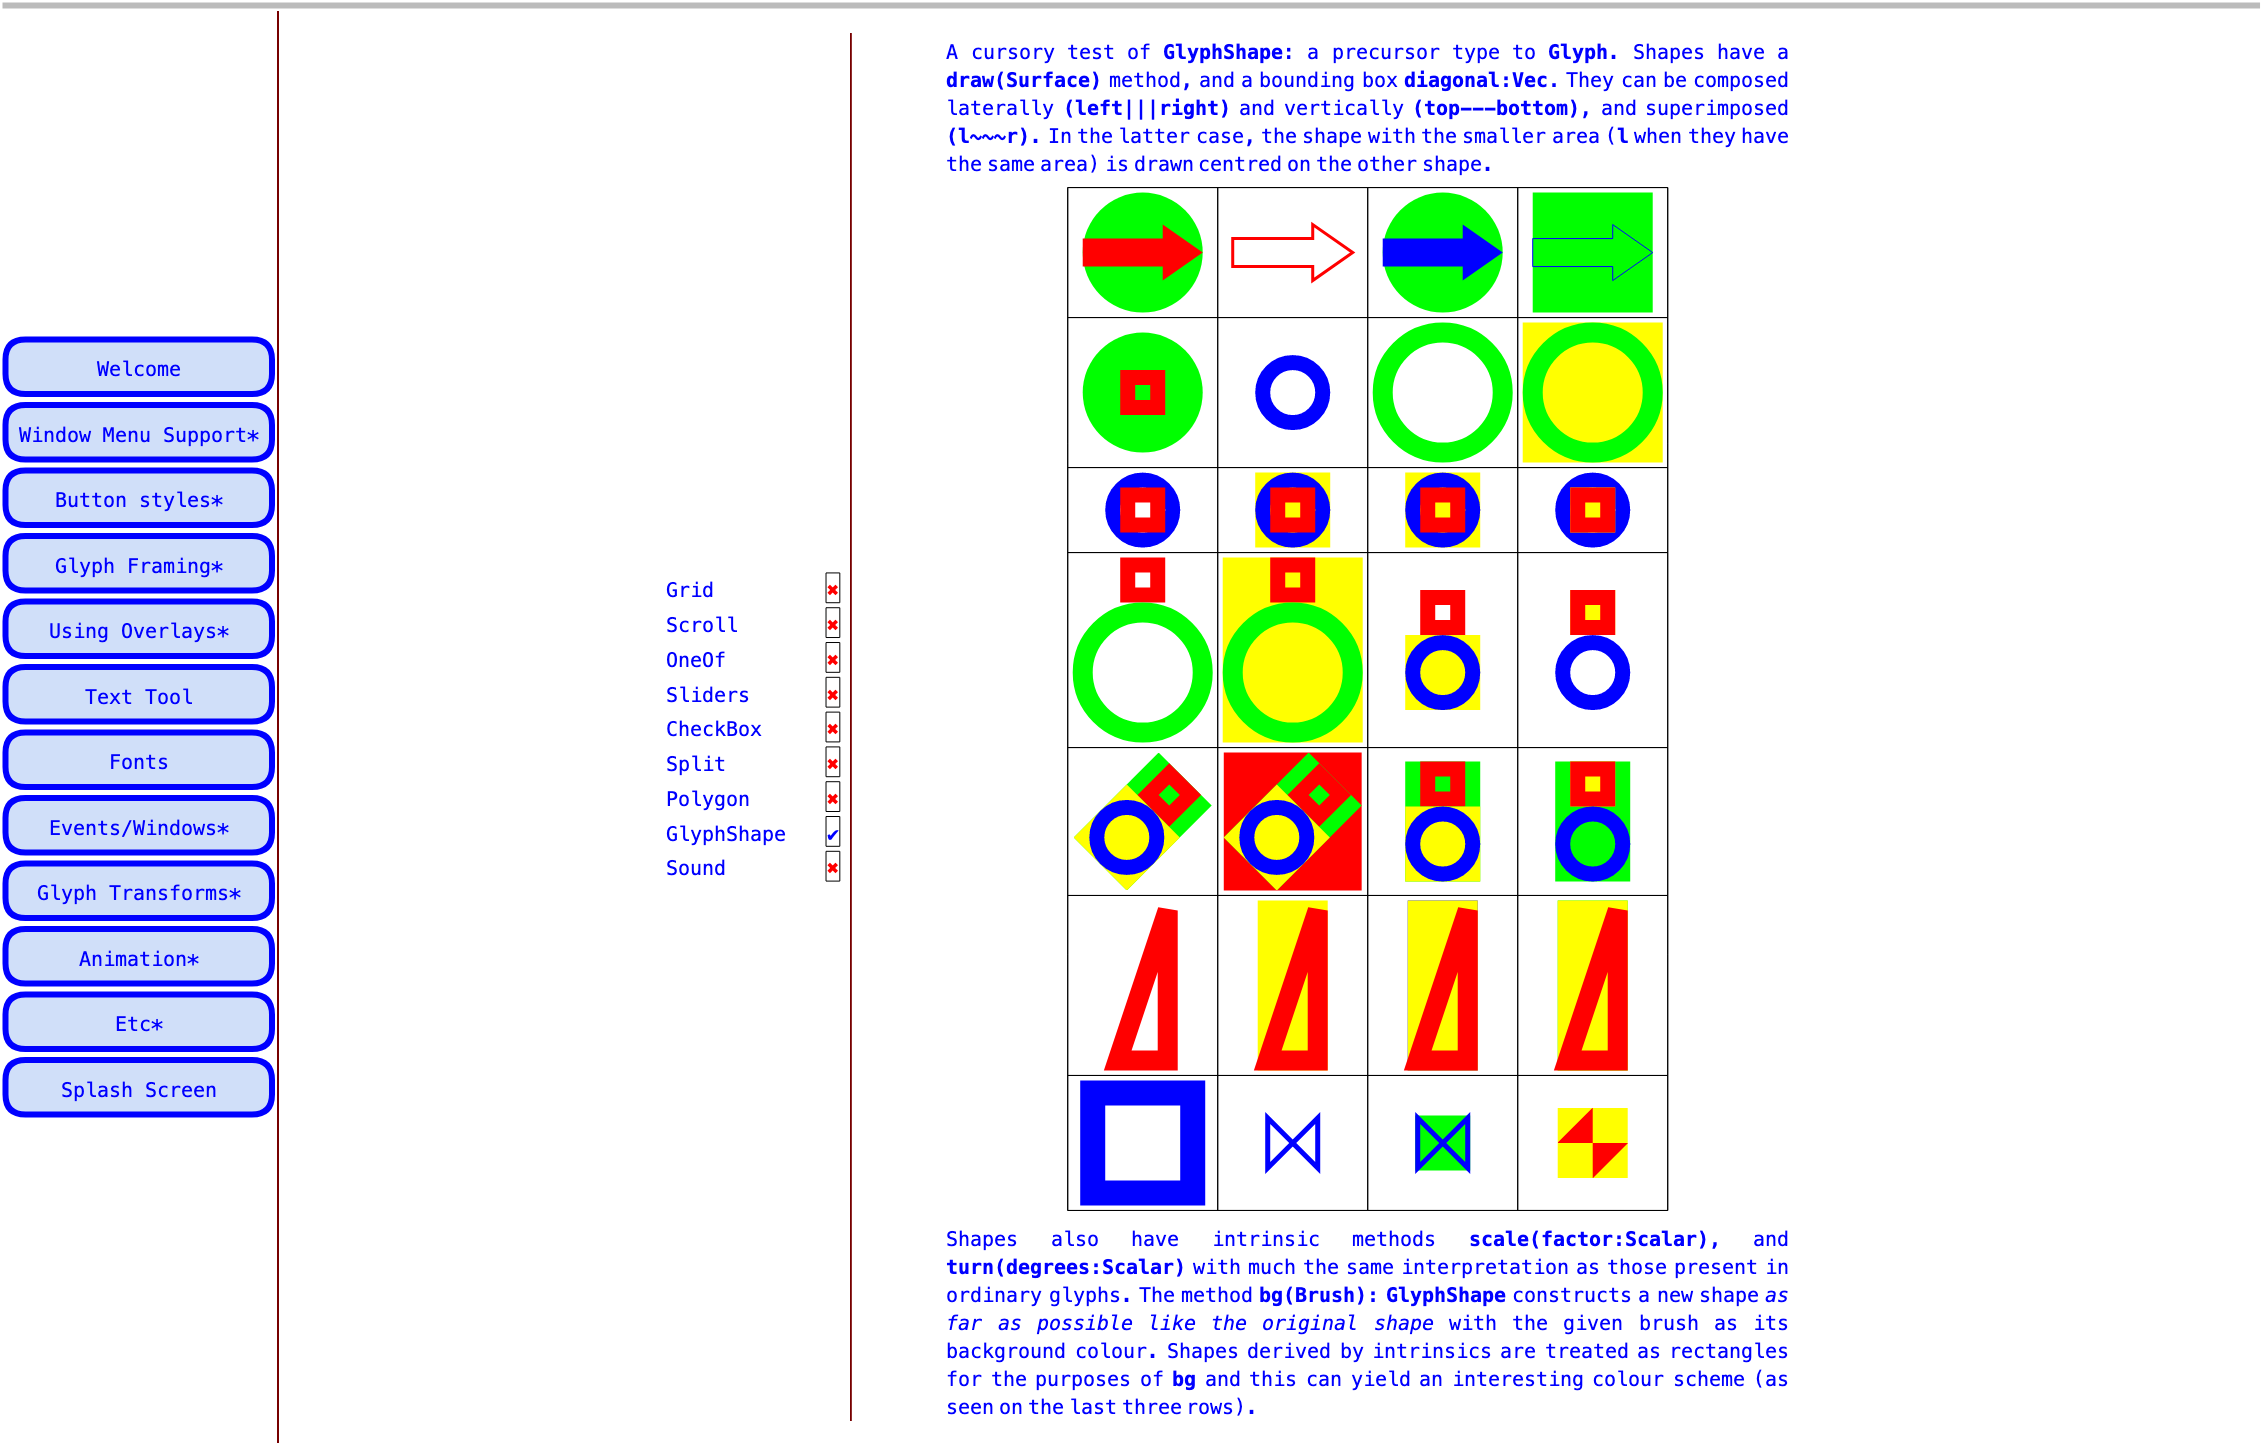 Welcome
Window Menu Support*
Button styles*
Glyph Framing*
Using Overlays*
Text Tool
Fonts
Events/Windows*
Glyph Transforms*
Animation*
Etc*
Splash Screen
Grid ✖
Scroll ✖
OneOf ✖
Sliders ✖
CheckBox ✖
Split ✖
Polygon ✖
GlyphShape ✔
Sound ✖
A cursory test of GlyphShape: a precursor type to Glyph. Shapes have a
draw(Surface) method, and a bounding box diagonal:Vec. They can be composed
laterally (left|||right) and vertically (top---bottom), and superimposed
(l~~~r). In the latter case, the shape with the smaller area (l when they have
the same area) is drawn centred on the other shape.
Shapes also have intrinsic methods scale(factor:Scalar), and
turn(degrees:Scalar) with much the same interpretation as those present in
ordinary glyphs. The method bg(Brush): GlyphShape constructs a new shape as
far as possible like the original shape with the given brush as its
background colour. Shapes derived by intrinsics are treated as rectangles
for the purposes of bg and this can yield an interesting colour scheme (as
seen on the last three rows).